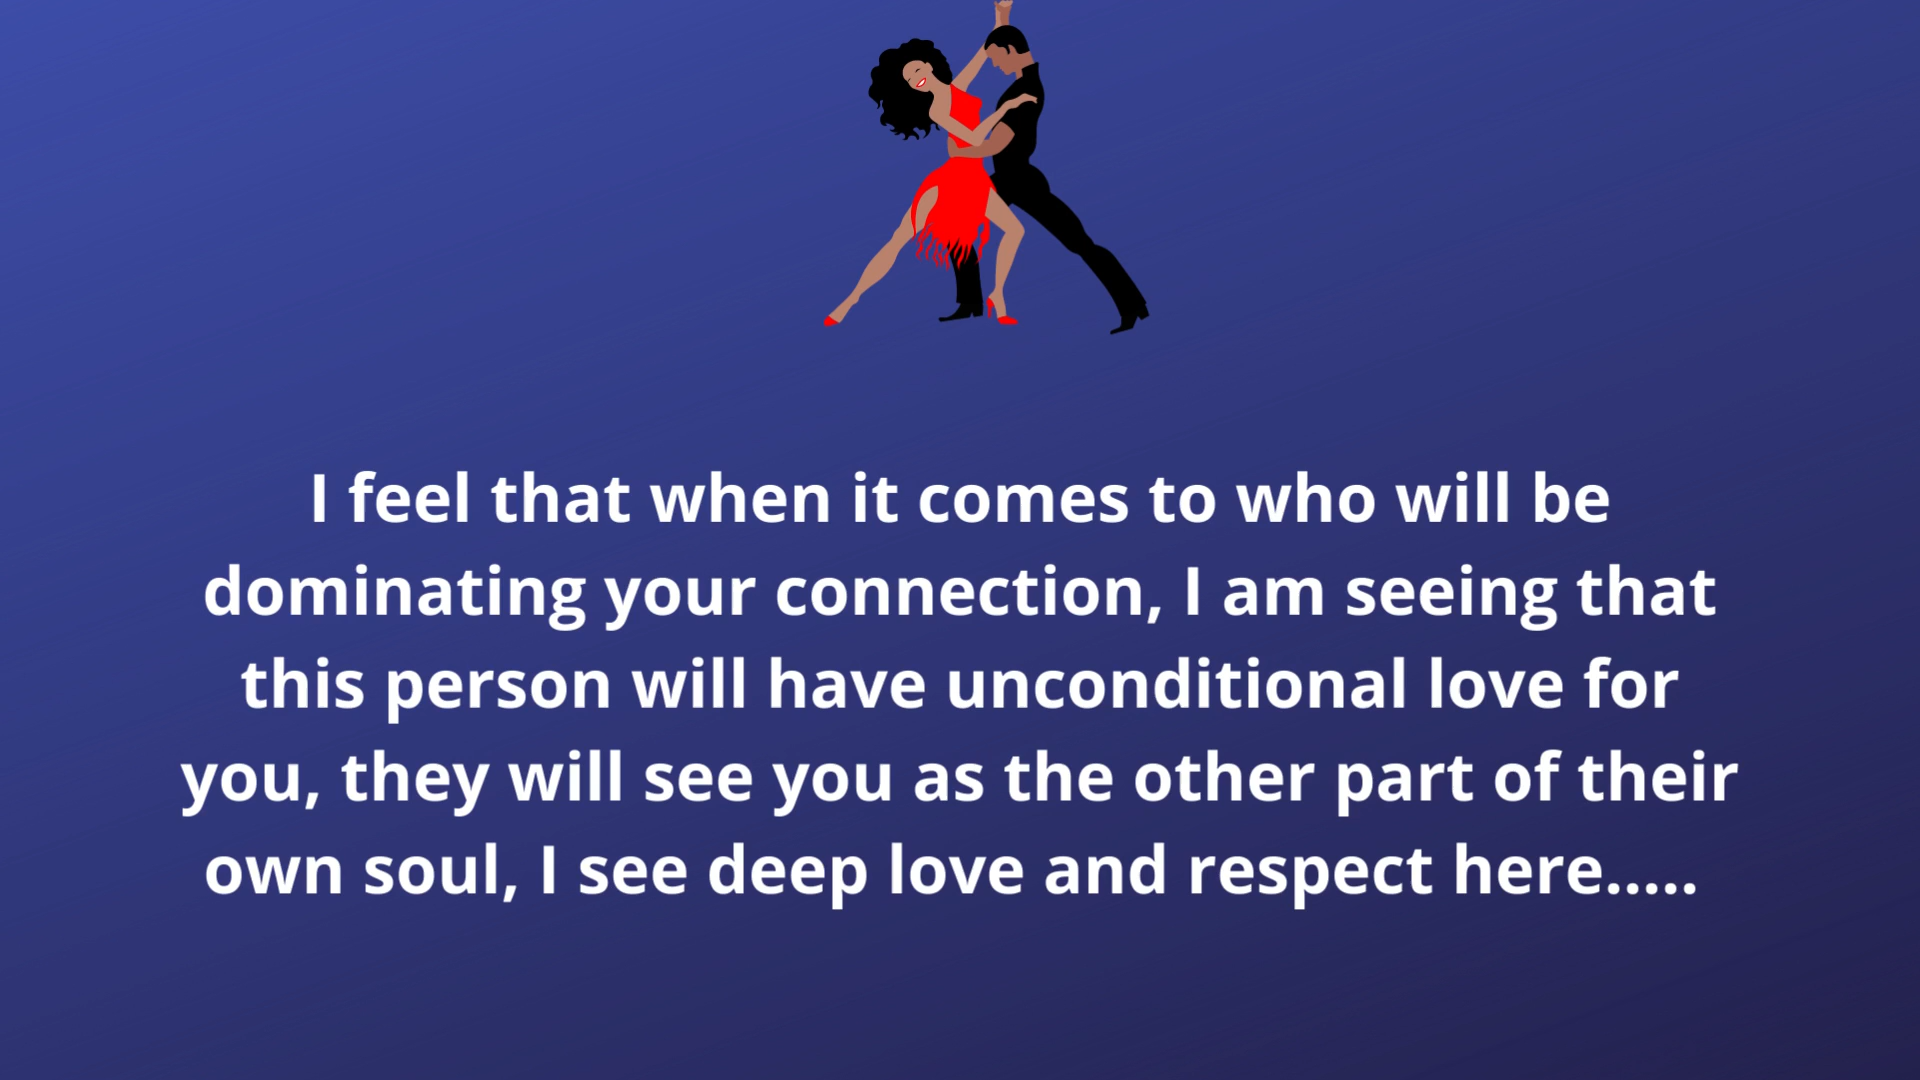 I feel that when it comes to who will be
dominating your connection, I am seeing that
this person will have unconditional love for
you, they will see you as the other part of their
own soul, I see deep love and respect here.....